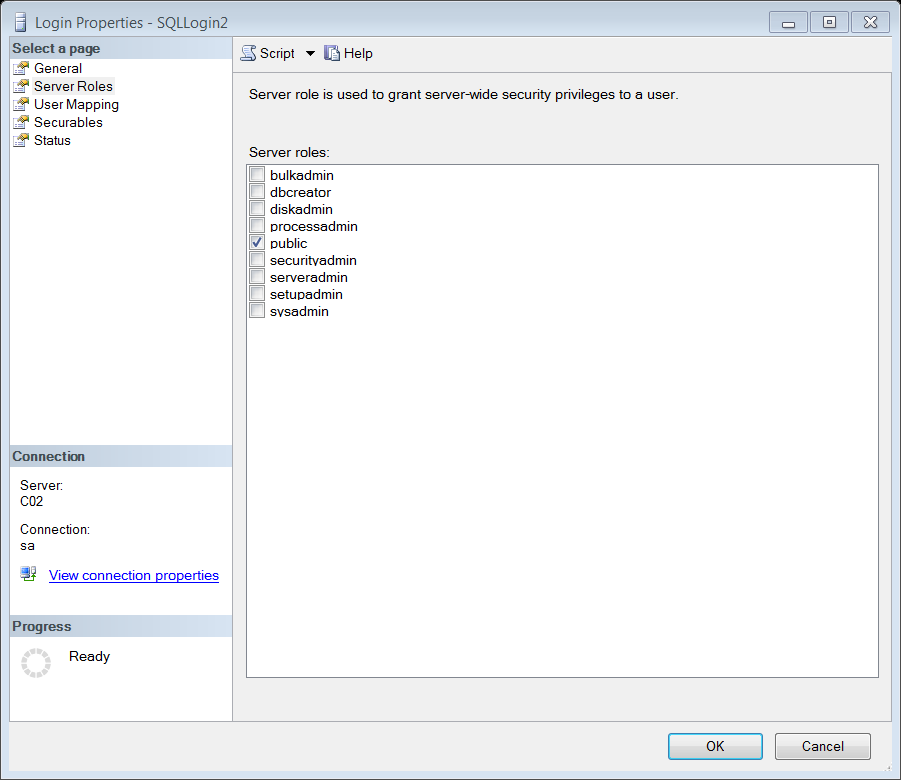 Login Properties - SQLLogin2
Select a page
General
Server Roles
User Mapping
Securables
Status
Connection
Server:
C02
Connection:
sa
View connection properties
Progress
Ready
Script
Help
Server role is used to grant server-wide security privileges to a user.
Server roles:
bulkadmin
dbcreator
diskadmin
processadmin
public
securityadmin
serveradmin
setupadmin
sysadmin
OK
Cancel